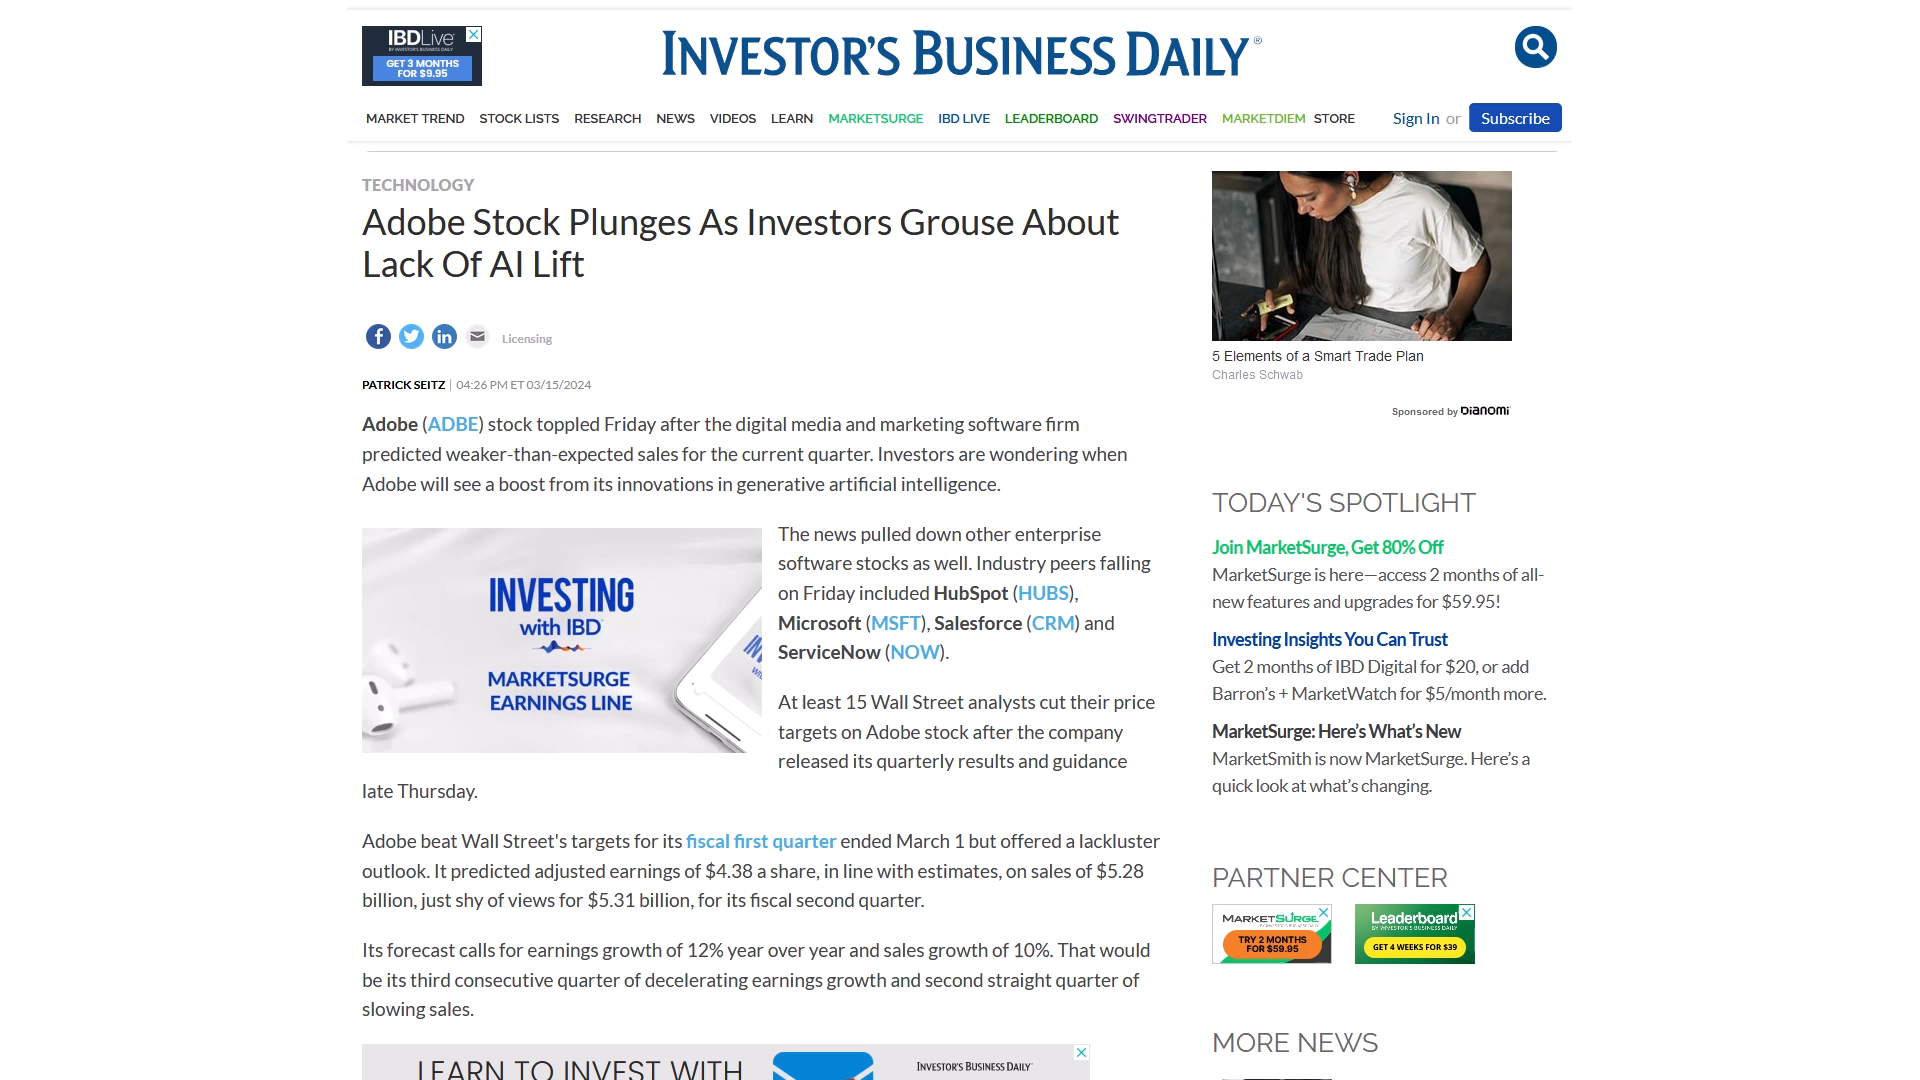 IBDLive
BY INVESTOR'S BUSINESS DAILY
GET 3 MONTHS
FOR $9.95
INVESTOR'S BUSINESS DAILY®
MARKET TREND STOCK LISTS RESEARCH NEWS VIDEOS LEARN MARKETSURGE IBD LIVE LEADERBOARD SWINGTRADER MARKETDIEM STORE Sign In or Subscribe
TECHNOLOGY
Adobe Stock Plunges As Investors Grouse About
Lack Of AI Lift
Licensing
PATRICK SEITZ | 04:26 PM ET 03/15/2024
Adobe (ADBE) stock toppled Friday after the digital media and marketing software firm
predicted weaker-than-expected sales for the current quarter. Investors are wondering when
Adobe will see a boost from its innovations in generative artificial intelligence.
INVESTING
with IBD
MARKETSURGE
EARNINGS LINE
The news pulled down other enterprise
software stocks as well. Industry peers falling
on Friday included HubSpot (HUBS),
Microsoft (MSFT), Salesforce (CRM) and
ServiceNow (NOW).
At least 15 Wall Street analysts cut their price
targets on Adobe stock after the company
released its quarterly results and guidance
late Thursday.
Adobe beat Wall Street's targets for its fiscal first quarter ended March 1 but offered a lackluster
outlook. It predicted adjusted earnings of $4.38 a share, in line with estimates, on sales of $5.28
billion, just shy of views for $5.31 billion, for its fiscal second quarter.
Its forecast calls for earnings growth of 12% year over year and sales growth of 10%. That would
be its third consecutive quarter of decelerating earnings growth and second straight quarter of
slowing sales.
LEARN TO INVEST WITH
INVESTOR'S BUSINESS DAILY
5 Elements of a Smart Trade Plan
Charles Schwab
Sponsored by bianomi
TODAY'S SPOTLIGHT
Join MarketSurge, Get 80% Off
MarketSurge is here—access 2 months of all-
new features and upgrades for $59.95!
Investing Insights You Can Trust
Get 2 months of IBD Digital for $20, or add
Barron’s + MarketWatch for $5/month more.
MarketSurge: Here’s What’s New
MarketSmith is now MarketSurge. Here’s a
quick look at what’s changing.
PARTNER CENTER
MARKETSURGE
BY INVESTOR'S BUSINESS DAILY
TRY 2 MONTHS
FOR $59.95
Leaderboard
BY INVESTOR'S BUSINESS DAILY
GET 4 WEEKS FOR $39
MORE NEWS